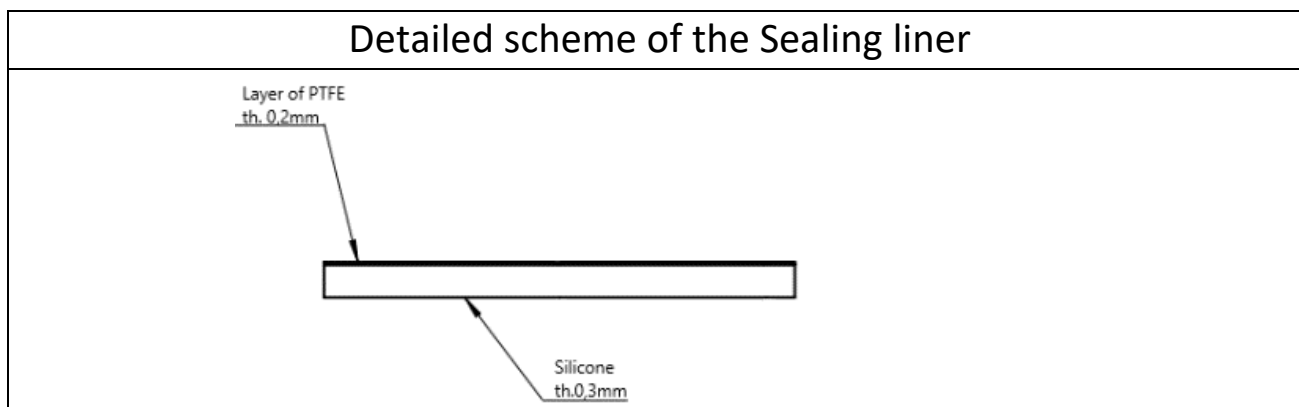 Detailed scheme of the Sealing liner
Layer of PTFE
th. 0,2mm
Silicone
th.0,3mm